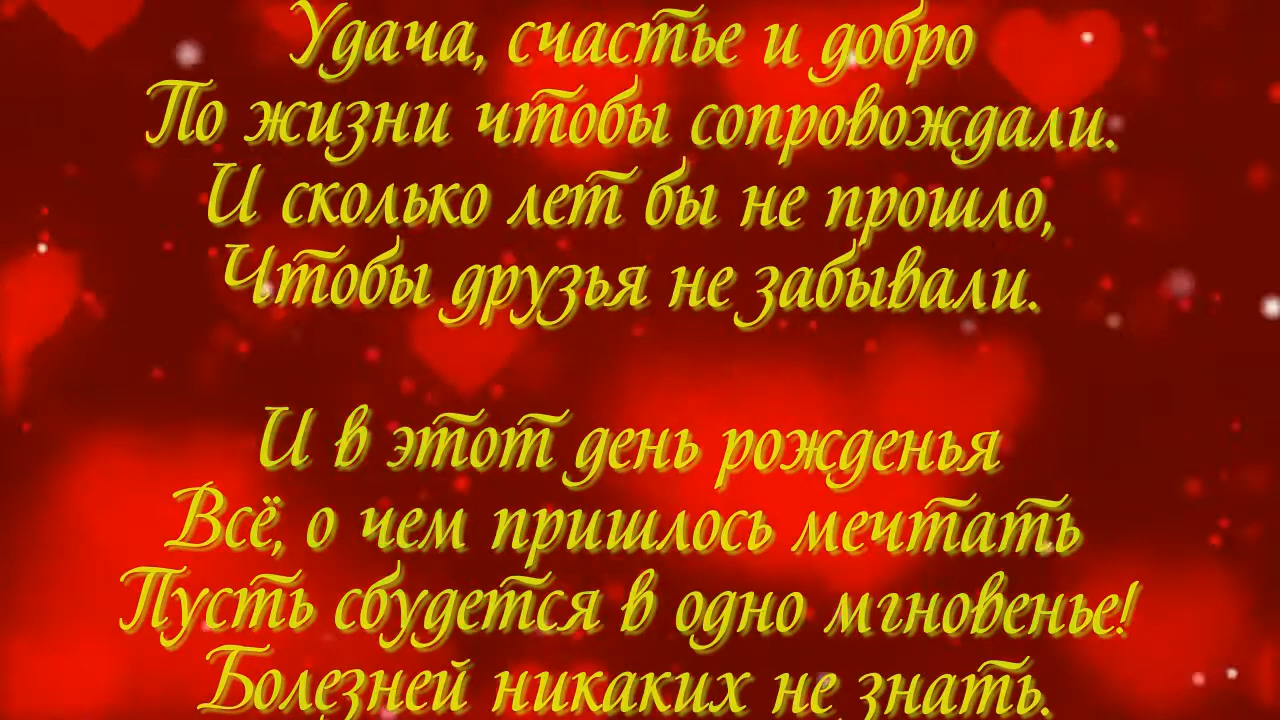 Удача, счастье и добро
По жизни чтобы сопровождали.
И сколько лет бы не прошло,
Чтобы друзья не забывали.
И в этот день рожденья
Всё, о чем пришлось мечтать
Пусть сбудется в одно мгновенье!
Болезней никаких не знать.